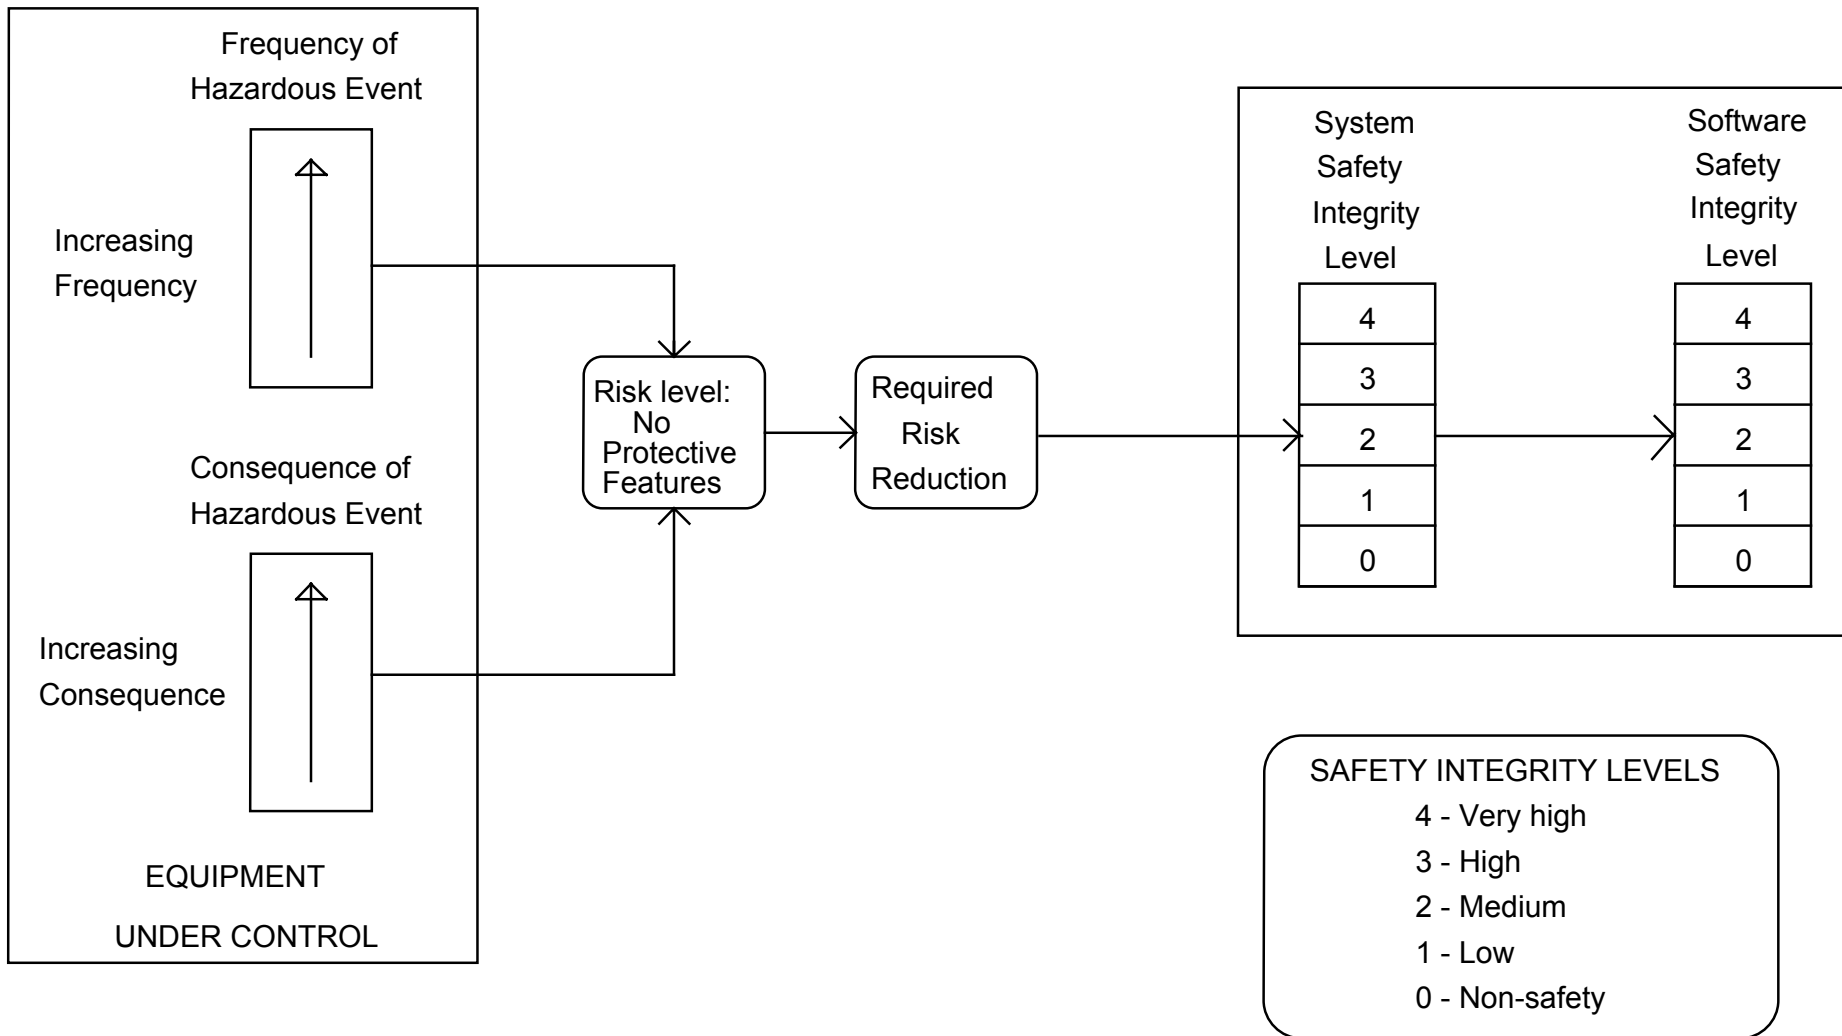 Frequency of
Hazardous Event
Increasing
Frequency
Consequence of
Hazardous Event
Increasing
Consequence
EQUIPMENT
UNDER CONTROL
Risk level:
No
Protective
Features
Required
Risk
Reduction
System
Safety
Integrity
Level
4
3
2
1
0
Software
Safety
Integrity
Level
4
3
2
1
0
SAFETY INTEGRITY LEVELS
4 - Very high
3 - High
2 - Medium
1 - Low
0 - Non-safety